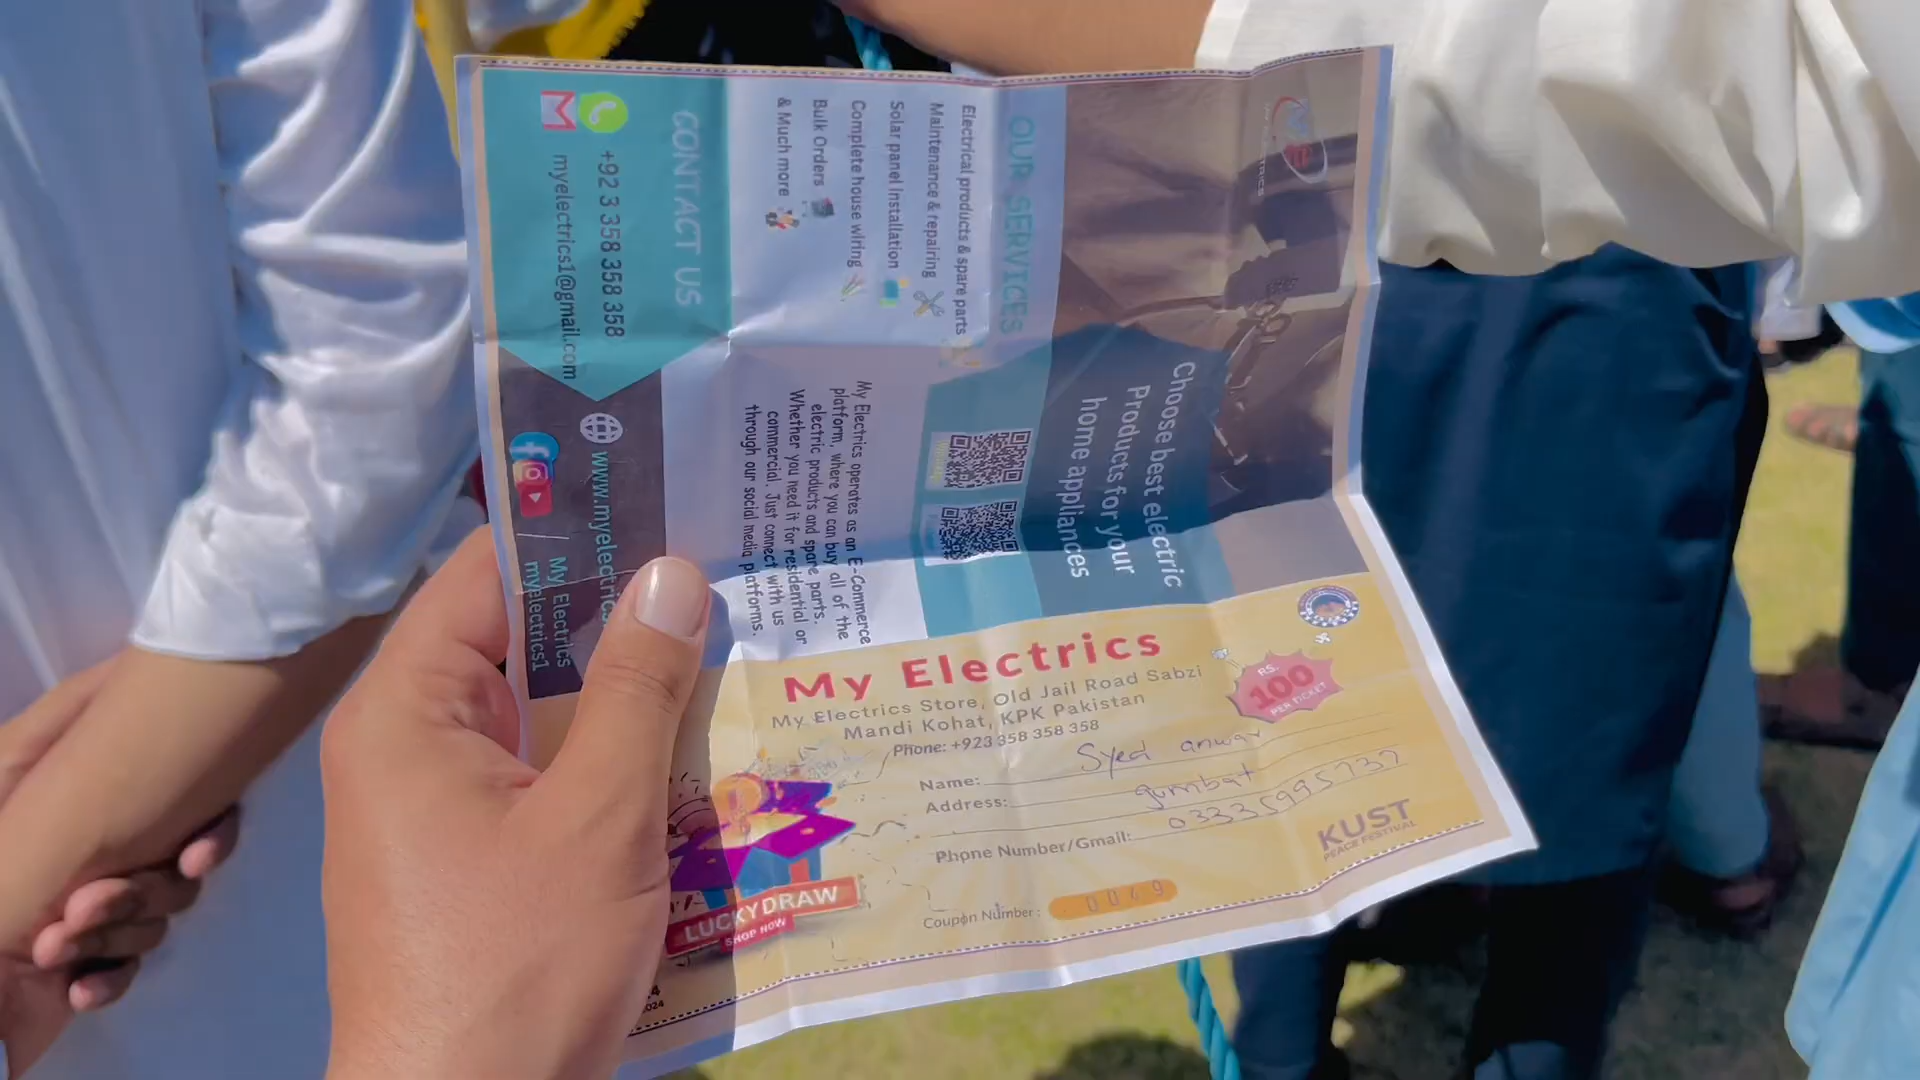 Choose best electric
Products for your
home appliances
OUR SERVICES
Electrical products & spare parts
Maintenance & repairing
Solar panel installation
Complete house wiring
Bulk Orders
& Much more
My Electrics operates as an E-Commerce
platform, where you can buy all of the
electric products and spare parts.
Whether you need it for residential or
commercial. Just connect with us
through our social media platforms.
CONTACT US
+92 3 358 358 358
myelectrics1@gmail.com
www.myelectrics
My Electrics
myelectrics1
My Electrics
My Electrics Store, Old Jail Road Sabzi
Mandi Kohat, KPK Pakistan
Phone: +923 358 358 358
RS.
100
PER TICKET
Name: Syed anwar
Address: gumbat
Phone Number/Gmail: 03335995737
Coupon Number: 0049
LUCKY DRAW
SHOP NOW
KUST
PEACE FESTIVAL